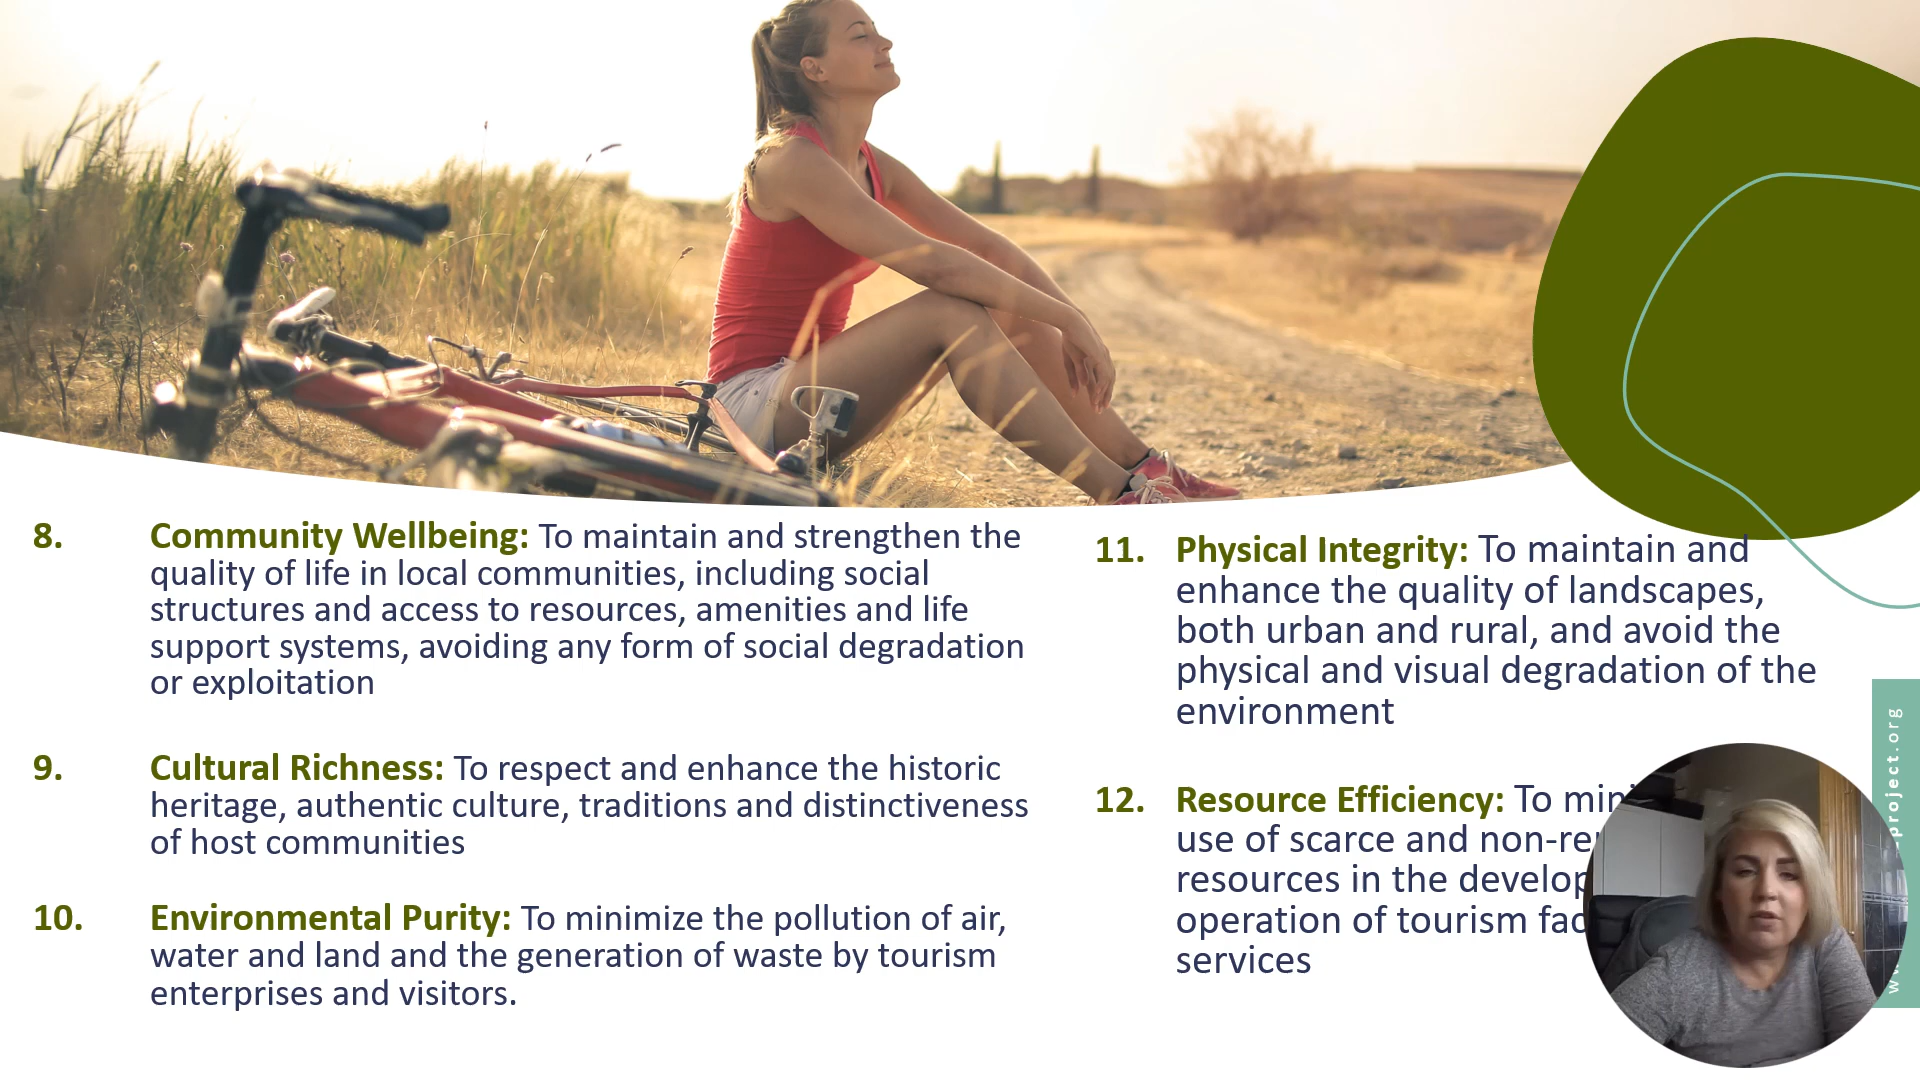 8. Community Wellbeing: To maintain and strengthen the
quality of life in local communities, including social
structures and access to resources, amenities and life
support systems, avoiding any form of social degradation
or exploitation
9. Cultural Richness: To respect and enhance the historic
heritage, authentic culture, traditions and distinctiveness
of host communities
10. Environmental Purity: To minimize the pollution of air,
water and land and the generation of waste by tourism
enterprises and visitors.
11. Physical Integrity: To maintain and
enhance the quality of landscapes,
both urban and rural, and avoid the
physical and visual degradation of the
environment
12. Resource Efficiency: To
use of scarce and
resources in the
operation of tourism
services
project.org